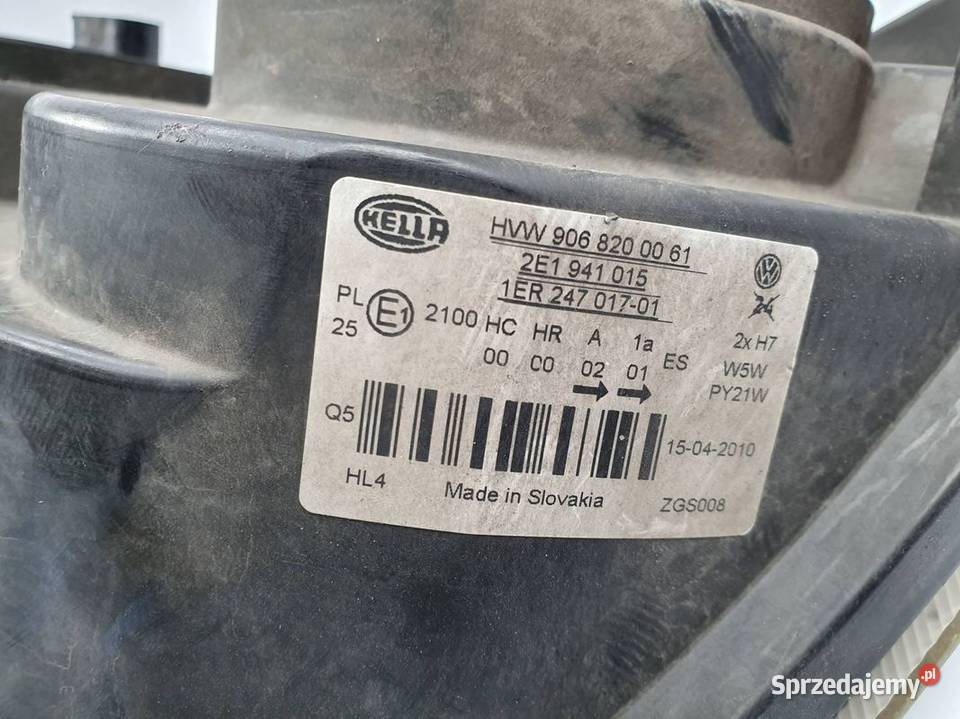 HELLA
HVW 906 820 00 61
2E1 941 015
1ER 247 017-01
PL 25 E1 2100 HC HR A 1a ES
00 00 02 01
24
2x H7
W5W
PY21W
Q5
15-04-2010
HL4
Made in Slovakia
ZGS008
Sprzedajemy.pl